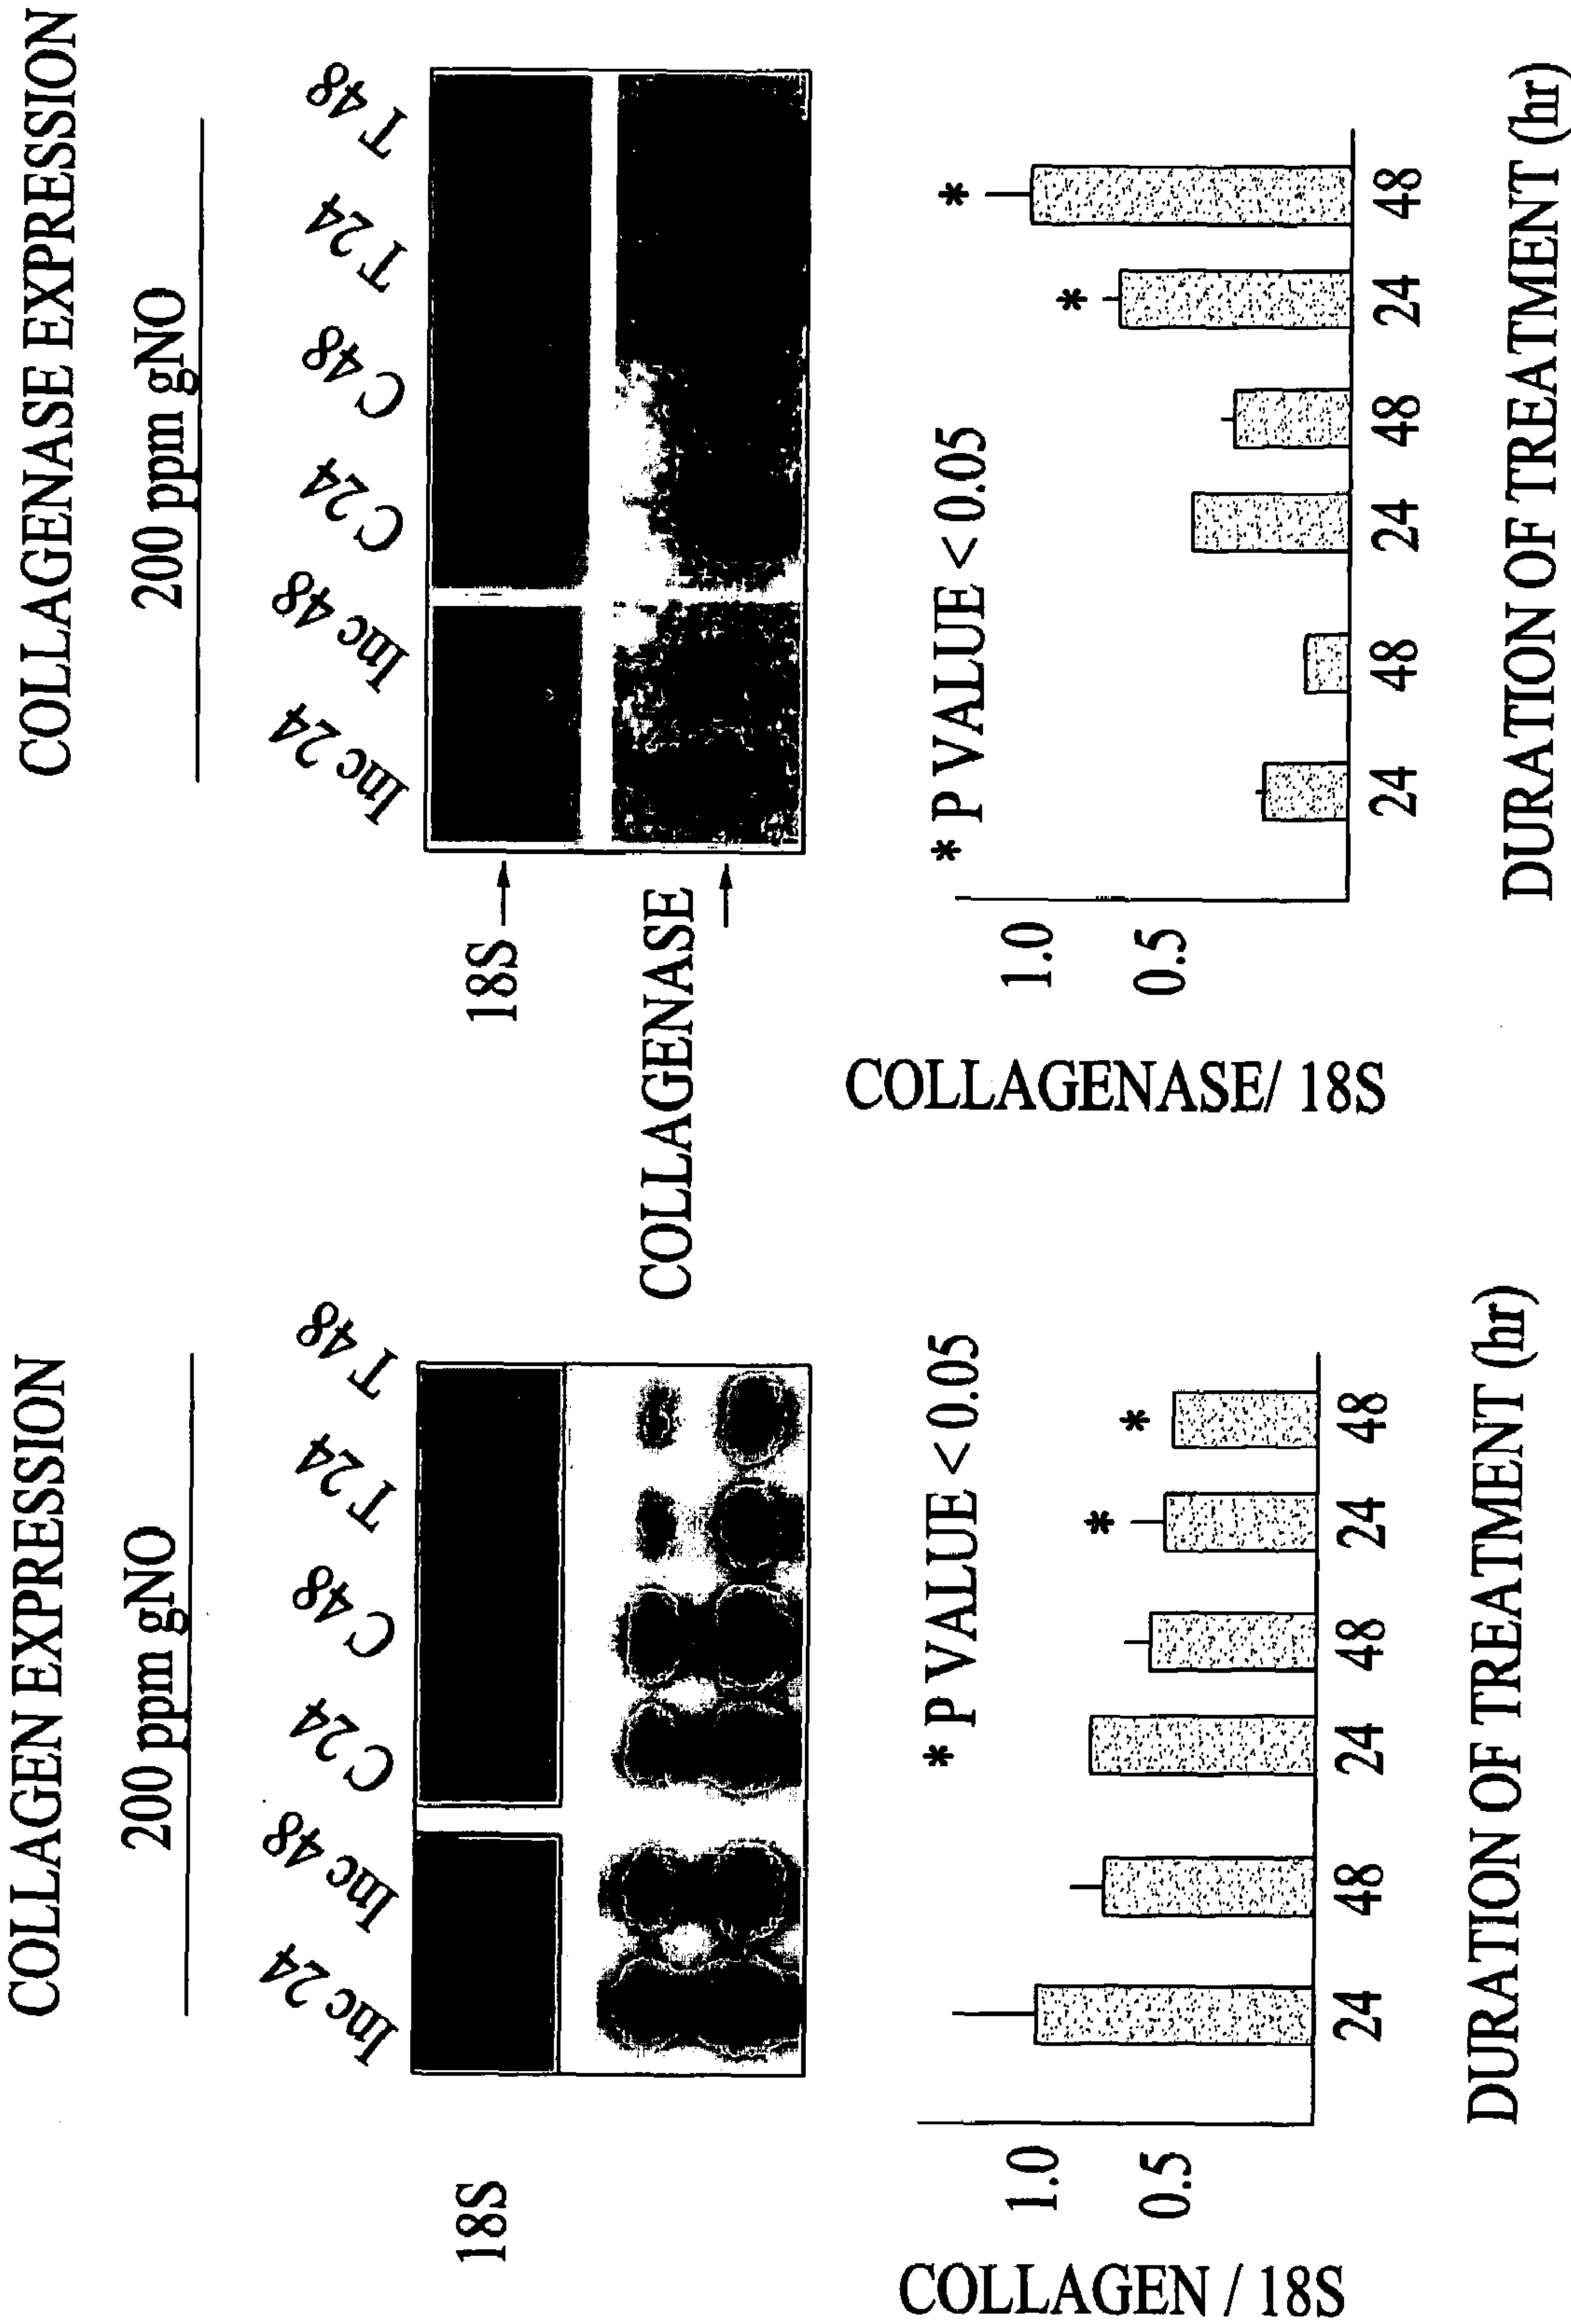 COLLAGEN EXPRESSION
200 ppm gNO
Inc 24 Inc 48 C 24 C 48 T 24 T 48
18S
* P VALUE < 0.05
1.0
0.5
COLLAGEN / 18S
24 48 24 48 24 48
DURATION OF TREATMENT (hr)
COLLAGENASE EXPRESSION
200 ppm gNO
Inc 24 Inc 48 C 24 C 48 T 24 T 48
18S
COLLAGENASE
* P VALUE < 0.05
* *
1.0
0.5
COLLAGENASE/ 18S
24 48 24 48 24 48
DURATION OF TREATMENT (hr)